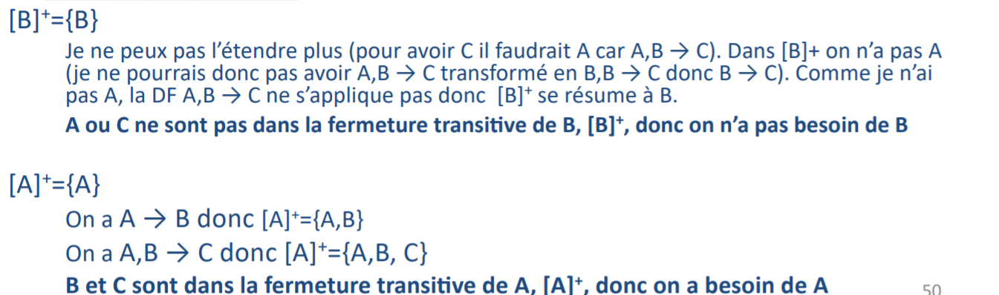 [B]⁺={B}
Je ne peux pas l’étendre plus (pour avoir C il faudrait A car A,B → C). Dans [B]+ on n’a pas A
(je ne pourrais donc pas avoir A,B → C transformé en B,B → C donc B → C). Comme je n’ai
pas A, la DF A,B → C ne s’applique pas donc [B]⁺ se résume à B.
A ou C ne sont pas dans la fermeture transitive de B, [B]⁺, donc on n’a pas besoin de B
[A]⁺={A}
On a A → B donc [A]⁺={A,B}
On a A,B → C donc [A]⁺={A,B, C}
B et C sont dans la fermeture transitive de A, [A]⁺, donc on a besoin de A
50